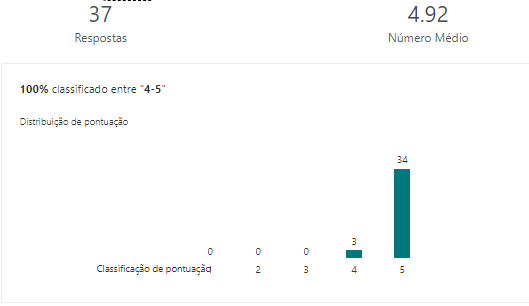 37
Respostas
4.92
Número Médio
100% classificado entre "4-5"
Distribuição de pontuação
34
3
0 0 0
Classificação de pontuação 1 2 3 4 5